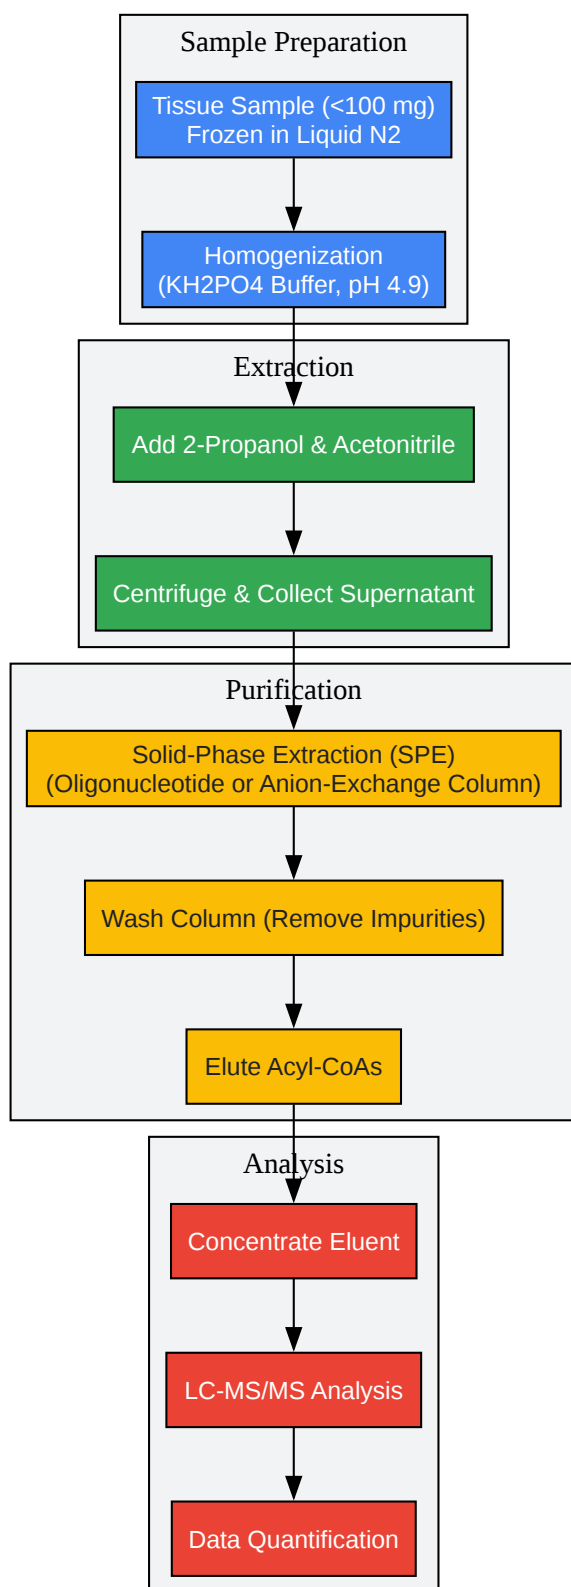 Sample Preparation
Tissue Sample (<100 mg)
Frozen in Liquid N2
Homogenization
(KH2PO4 Buffer, pH 4.9)
Extraction
Add 2-Propanol & Acetonitrile
Centrifuge & Collect Supernatant
Purification
Solid-Phase Extraction (SPE)
(Oligonucleotide or Anion-Exchange Column)
Wash Column (Remove Impurities)
Elute Acyl-CoAs
Analysis
Concentrate Eluent
LC-MS/MS Analysis
Data Quantification